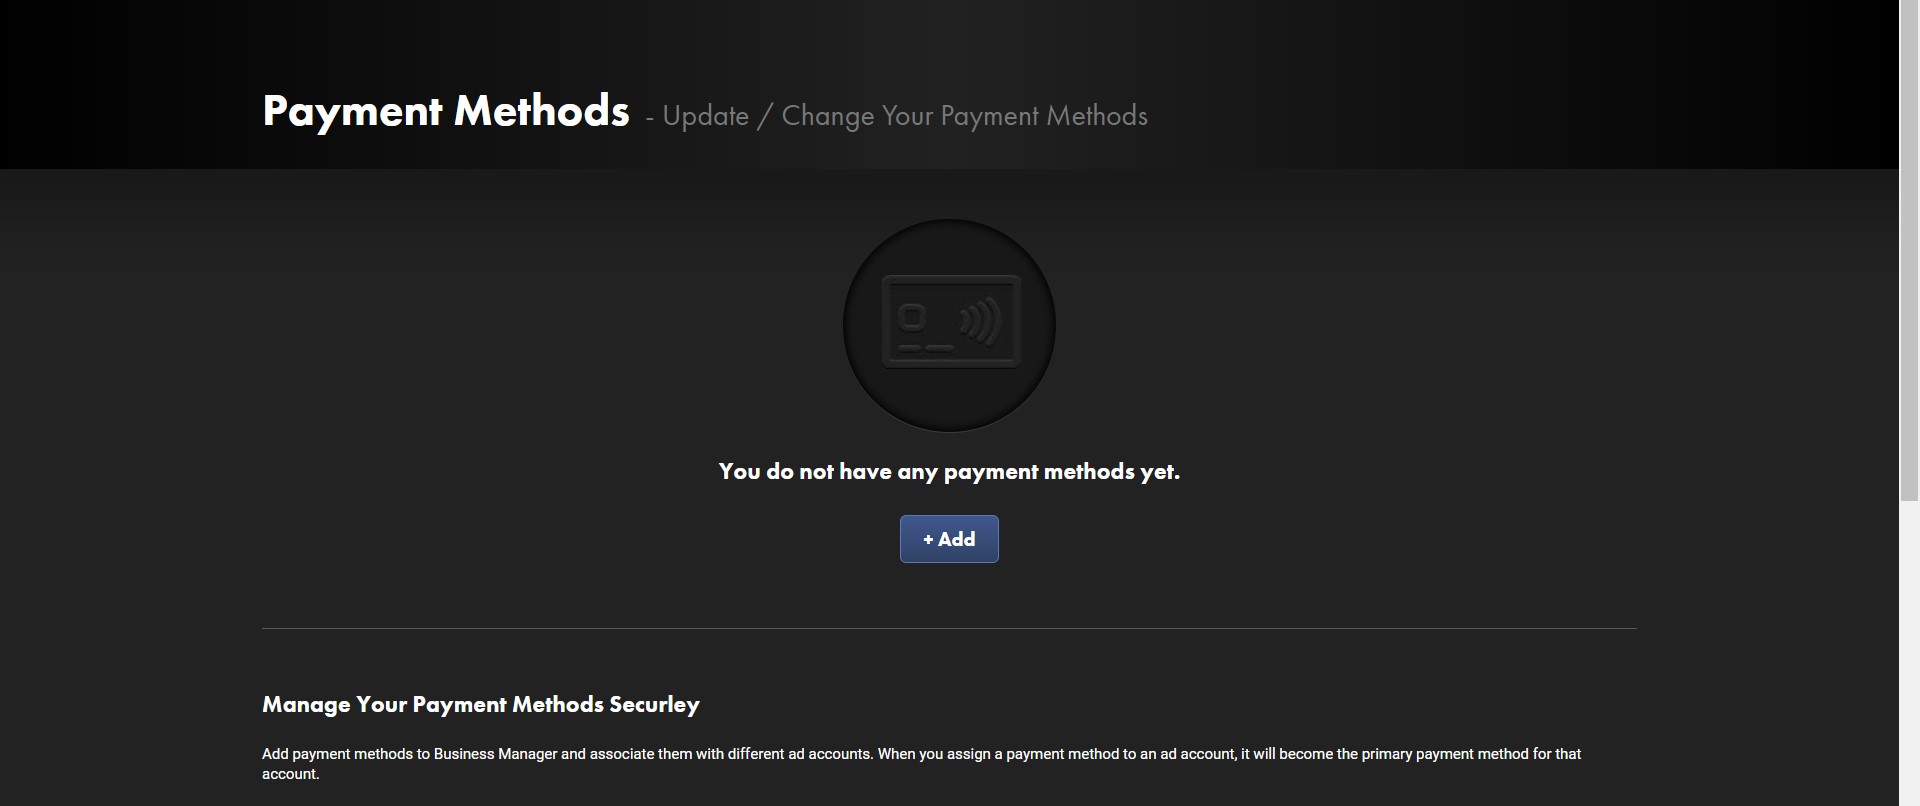 Payment Methods - Update / Change Your Payment Methods
You do not have any payment methods yet.
+ Add
Manage Your Payment Methods Securley
Add payment methods to Business Manager and associate them with different ad accounts. When you assign a payment method to an ad account, it will become the primary payment method for that
account.